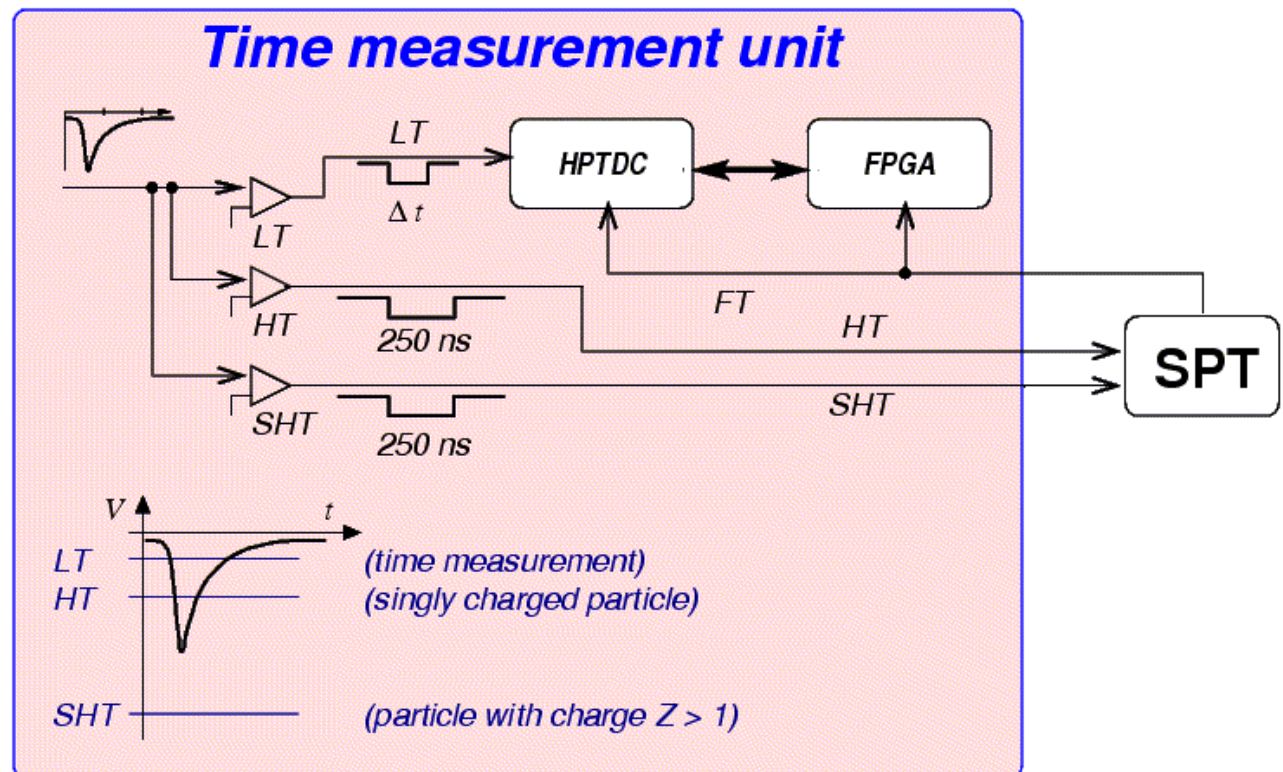 Time measurement unit
LT
HPTDC
FPGA
Δ t
LT
FT
HT
HT
250 ns
SPT
SHT
SHT
250 ns
V
t
LT
(time measurement)
HT
(singly charged particle)
SHT
(particle with charge Z > 1)